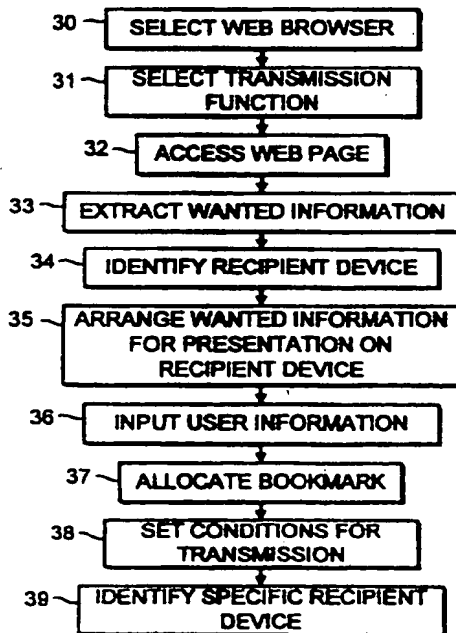 30 SELECT WEB BROWSER
31 SELECT TRANSMISSION
FUNCTION
32 ACCESS WEB PAGE
33 EXTRACT WANTED INFORMATION
34 IDENTIFY RECIPIENT DEVICE
35 ARRANGE WANTED INFORMATION
FOR PRESENTATION ON
RECIPIENT DEVICE
36 INPUT USER INFORMATION
37 ALLOCATE BOOKMARK
38 SET CONDITIONS FOR
TRANSMISSION
39 IDENTIFY SPECIFIC RECIPIENT
DEVICE